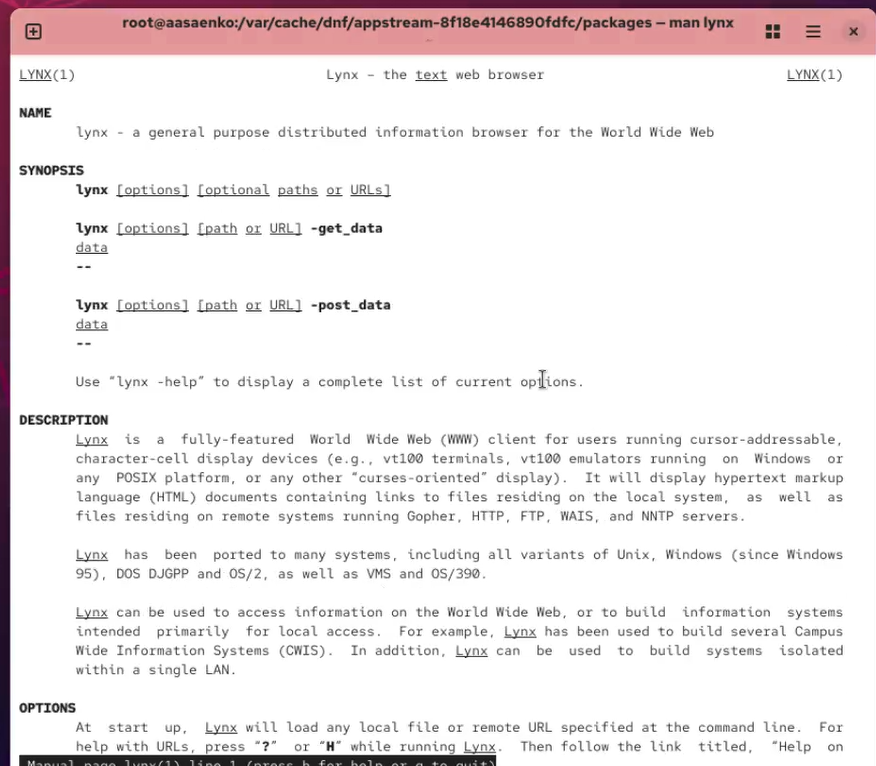 root@aasaenko:/var/cache/dnf/appstream-8f18e4146890fdfc/packages — man lynx
LYNX(1) Lynx – the text web browser LYNX(1)
NAME
lynx - a general purpose distributed information browser for the World Wide Web
SYNOPSIS
lynx [options] [optional paths or URLs]
lynx [options] [path or URL] -get_data
data
--
lynx [options] [path or URL] -post_data
data
--
Use “lynx -help” to display a complete list of current options.
DESCRIPTION
Lynx is a fully-featured World Wide Web (WWW) client for users running cursor-addressable,
character-cell display devices (e.g., vt100 terminals, vt100 emulators running on Windows or
any POSIX platform, or any other “curses-oriented” display). It will display hypertext markup
language (HTML) documents containing links to files residing on the local system, as well as
files residing on remote systems running Gopher, HTTP, FTP, WAIS, and NNTP servers.
Lynx has been ported to many systems, including all variants of Unix, Windows (since Windows
95), DOS DJGPP and OS/2, as well as VMS and OS/390.
Lynx can be used to access information on the World Wide Web, or to build information systems
intended primarily for local access. For example, Lynx has been used to build several Campus
Wide Information Systems (CWIS). In addition, Lynx can be used to build systems isolated
within a single LAN.
OPTIONS
At start up, Lynx will load any local file or remote URL specified at the command line. For
help with URLs, press “?” or “H” while running Lynx. Then follow the link titled, “Help on
Manual page lynx(1) line 1 (press h for help or q to quit)